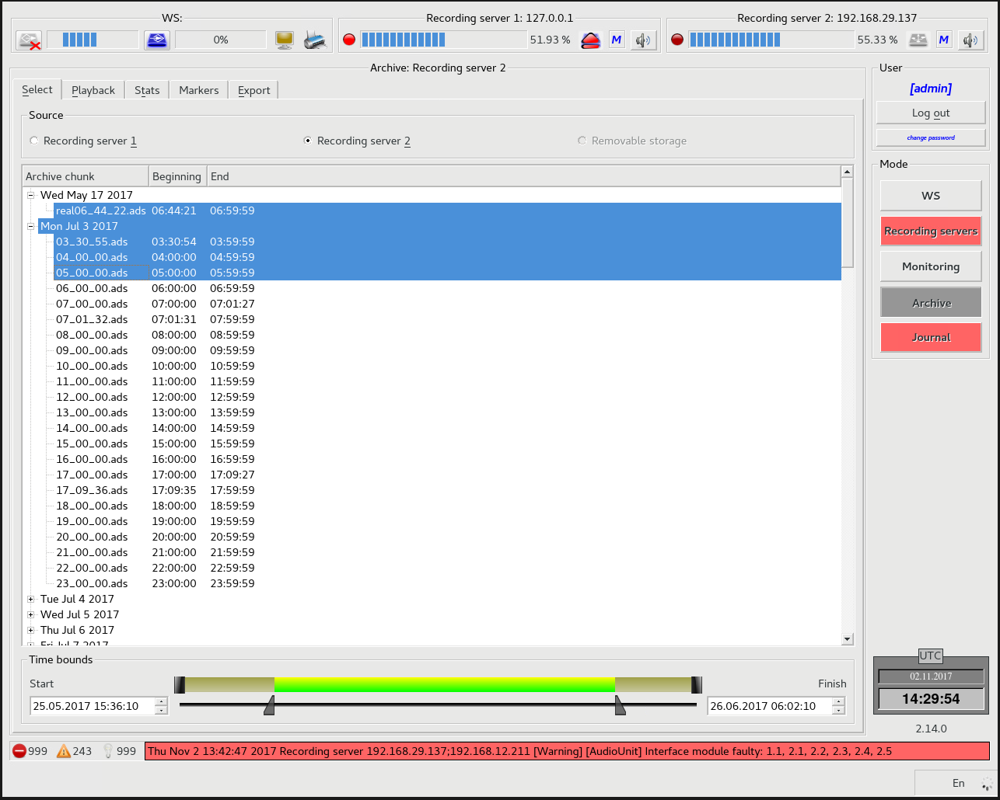 WS:
Recording server 1: 127.0.0.1
Recording server 2: 192.168.29.137
0%
51.93 %
M
55.33 %
M
Archive: Recording server 2
Select
Playback
Stats
Markers
Export
Source
Recording server 1
Recording server 2
Removable storage
Archive chunk Beginning End
Wed May 17 2017
real06_44_22.ads 06:44:21 06:59:59
Mon Jul 3 2017
03_30_55.ads 03:30:54 03:59:59
04_00_00.ads 04:00:00 04:59:59
05_00_00.ads 05:00:00 05:59:59
06_00_00.ads 06:00:00 06:59:59
07_00_00.ads 07:00:00 07:01:27
07_01_32.ads 07:01:31 07:59:59
08_00_00.ads 08:00:00 08:59:59
09_00_00.ads 09:00:00 09:59:59
10_00_00.ads 10:00:00 10:59:59
11_00_00.ads 11:00:00 11:59:59
12_00_00.ads 12:00:00 12:59:59
13_00_00.ads 13:00:00 13:59:59
14_00_00.ads 14:00:00 14:59:59
15_00_00.ads 15:00:00 15:59:59
16_00_00.ads 16:00:00 16:59:59
17_00_00.ads 17:00:00 17:09:27
17_09_36.ads 17:09:35 17:59:59
18_00_00.ads 18:00:00 18:59:59
19_00_00.ads 19:00:00 19:59:59
20_00_00.ads 20:00:00 20:59:59
21_00_00.ads 21:00:00 21:59:59
22_00_00.ads 22:00:00 22:59:59
23_00_00.ads 23:00:00 23:59:59
Tue Jul 4 2017
Wed Jul 5 2017
Thu Jul 6 2017
Fri Jul 7 2017
Time bounds
Start
Finish
25.05.2017 15:36:10
26.06.2017 06:02:10
User
[admin]
Log out
change password
Mode
WS
Recording servers
Monitoring
Archive
Journal
UTC
02.11.2017
14:29:54
2.14.0
999 243 999
Thu Nov 2 13:42:47 2017 Recording server 192.168.29.137;192.168.12.211 [Warning] [AudioUnit] Interface module faulty: 1.1, 2.1, 2.2, 2.3, 2.4, 2.5
En